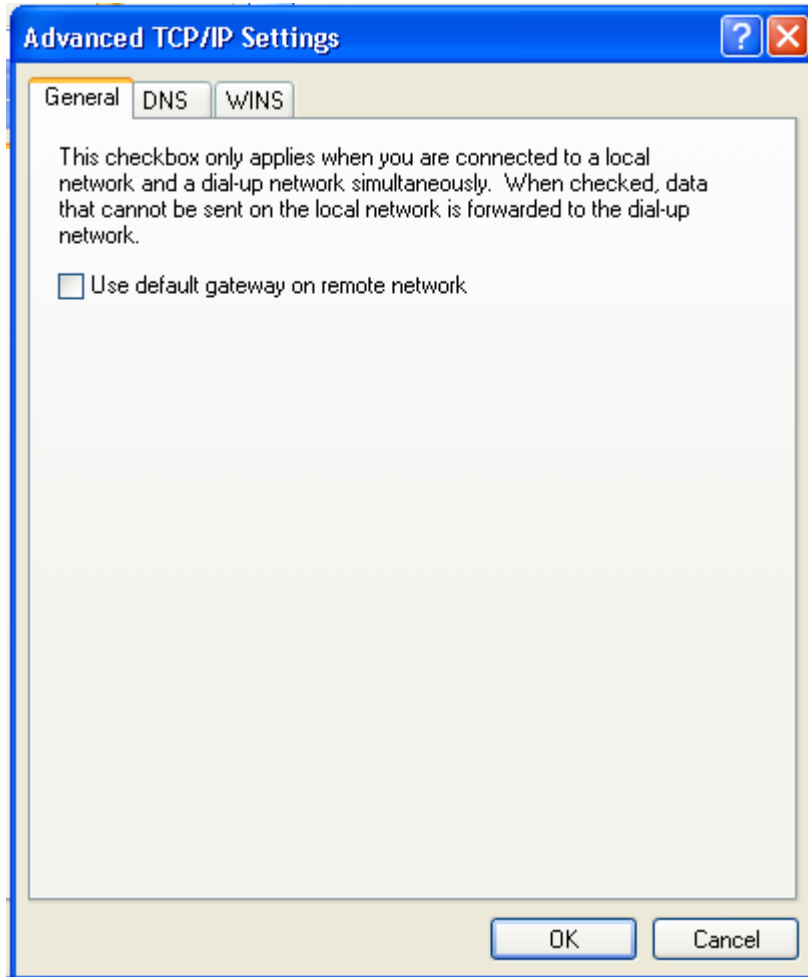 Advanced TCP/IP Settings
General DNS WINS
This checkbox only applies when you are connected to a local
network and a dial-up network simultaneously. When checked, data
that cannot be sent on the local network is forwarded to the dial-up
network.
Use default gateway on remote network
OK Cancel